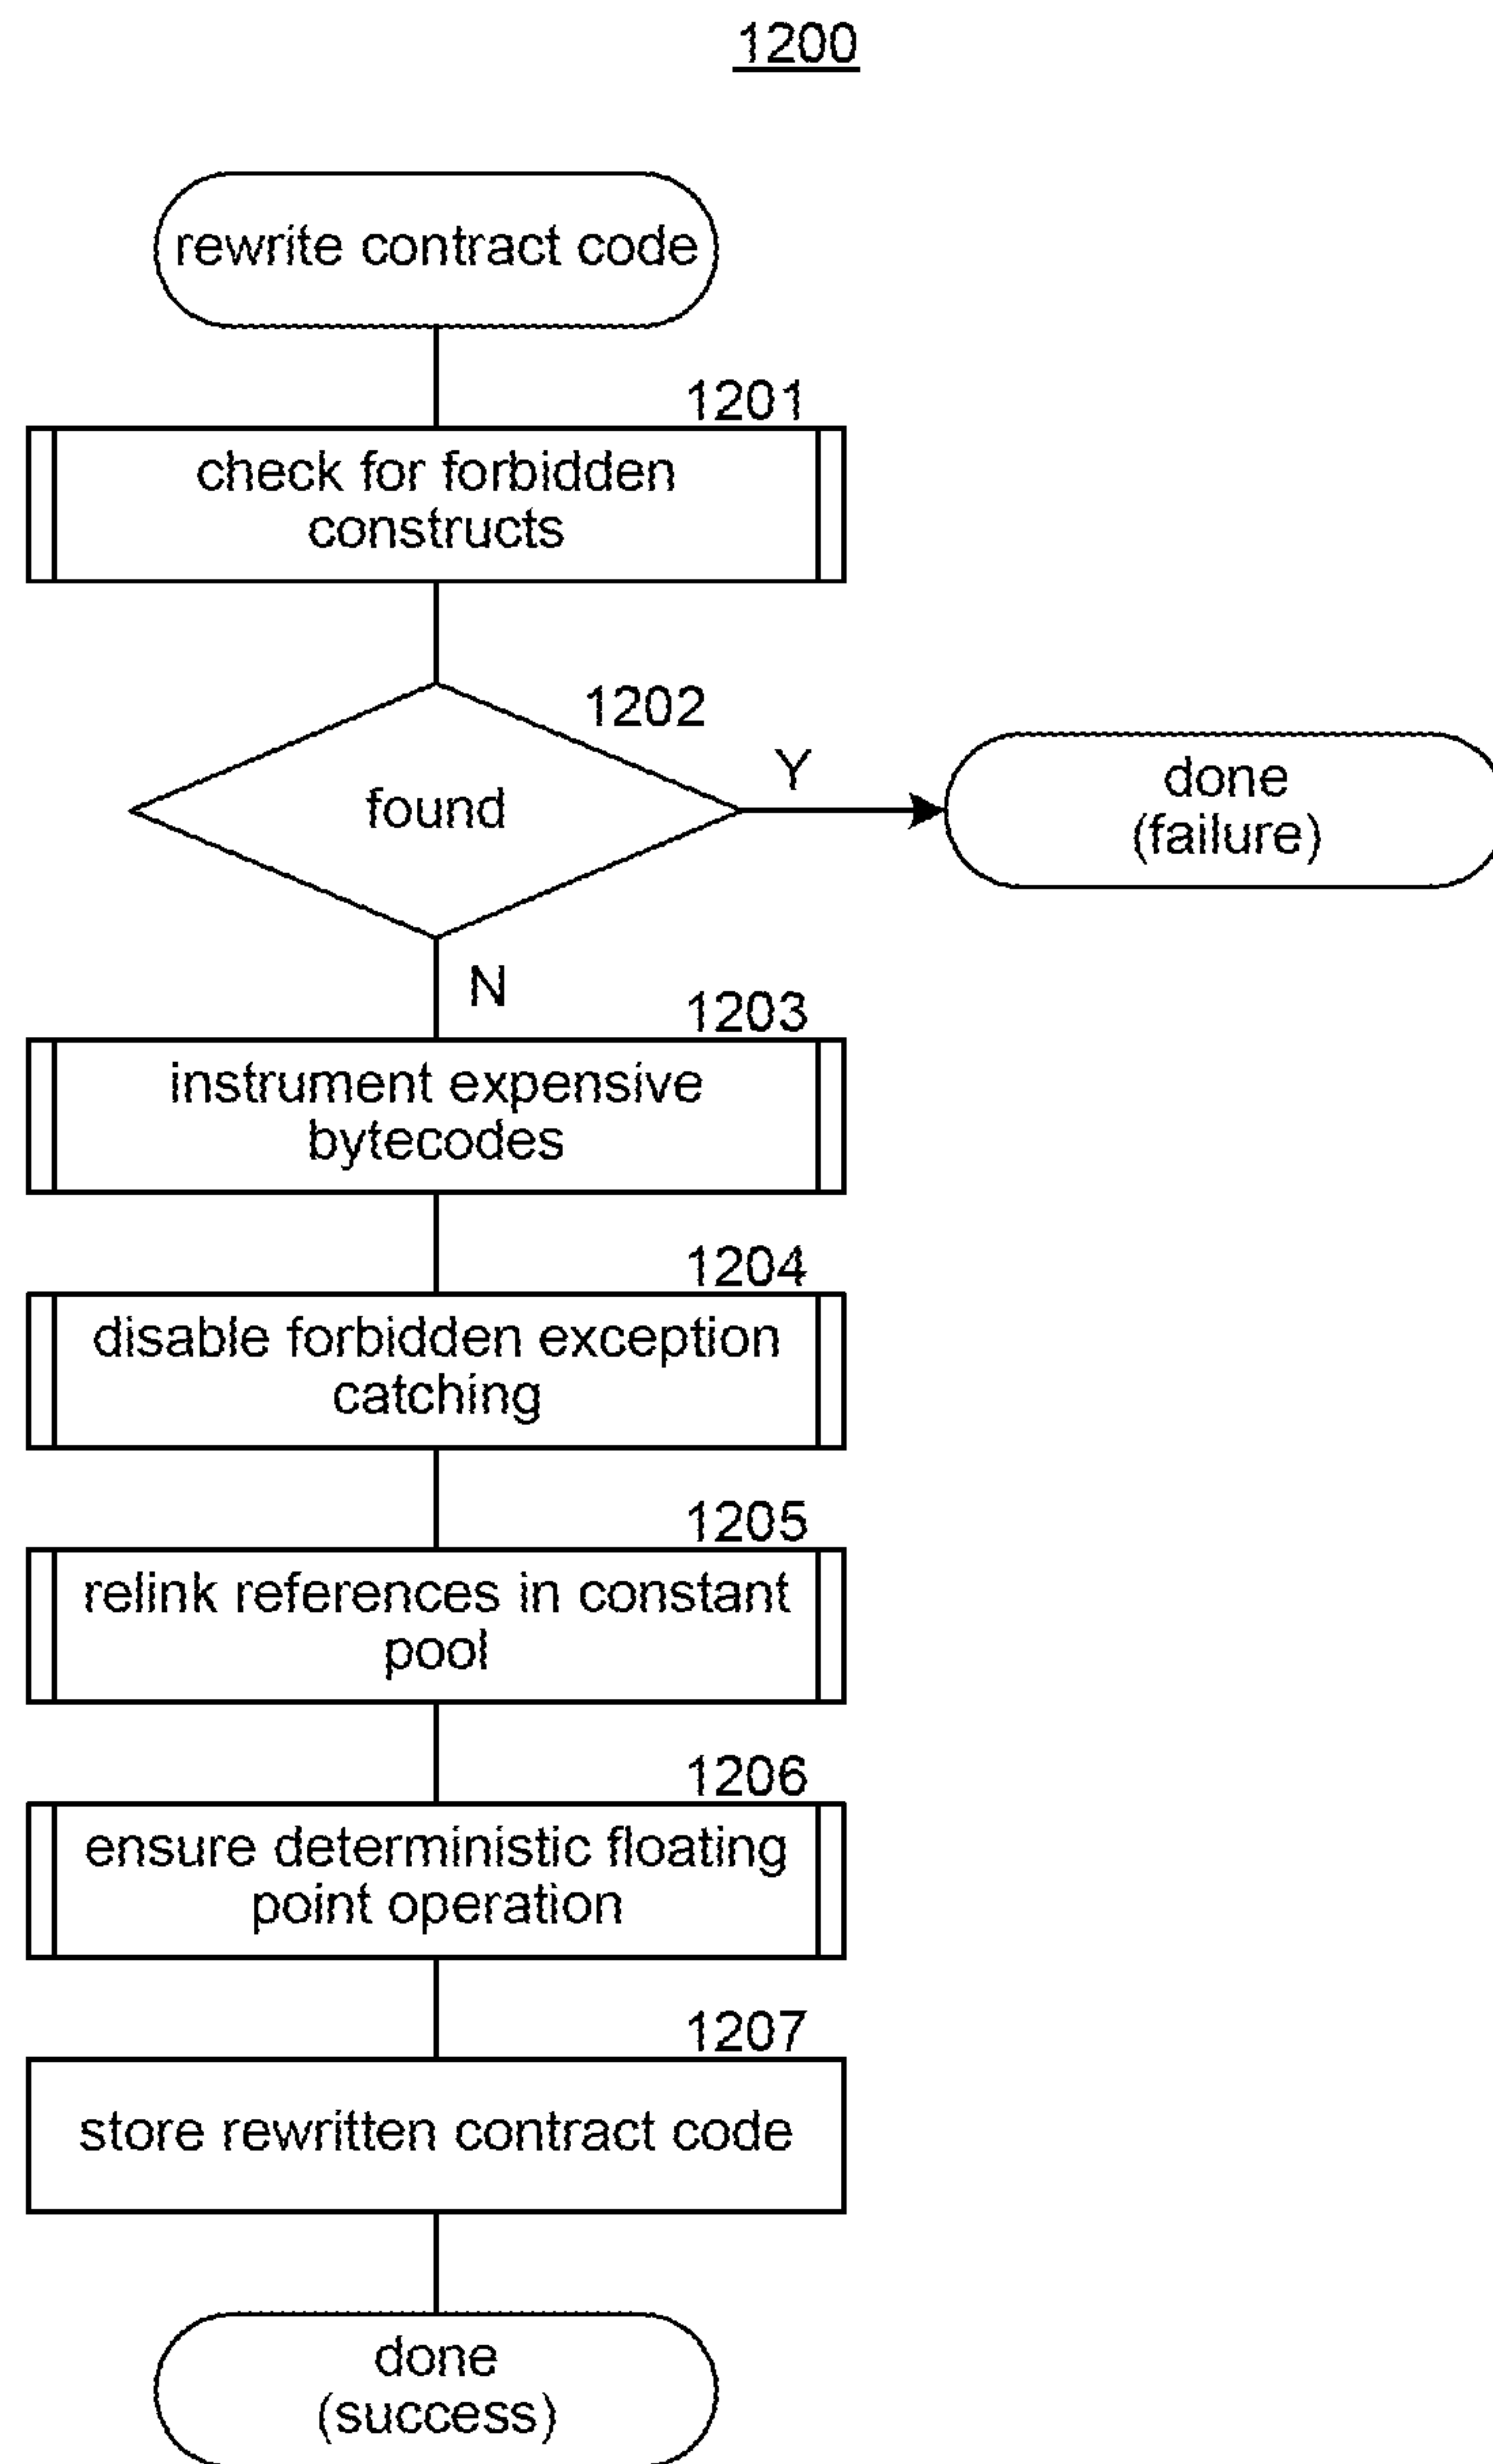 1200
rewrite contract code
1201
check for forbidden
constructs
1202
found
Y
done
(failure)
N
1203
instrument expensive
bytecodes
1204
disable forbidden exception
catching
1205
relink references in constant
pool
1206
ensure deterministic floating
point operation
1207
store rewritten contract code
done
(success)